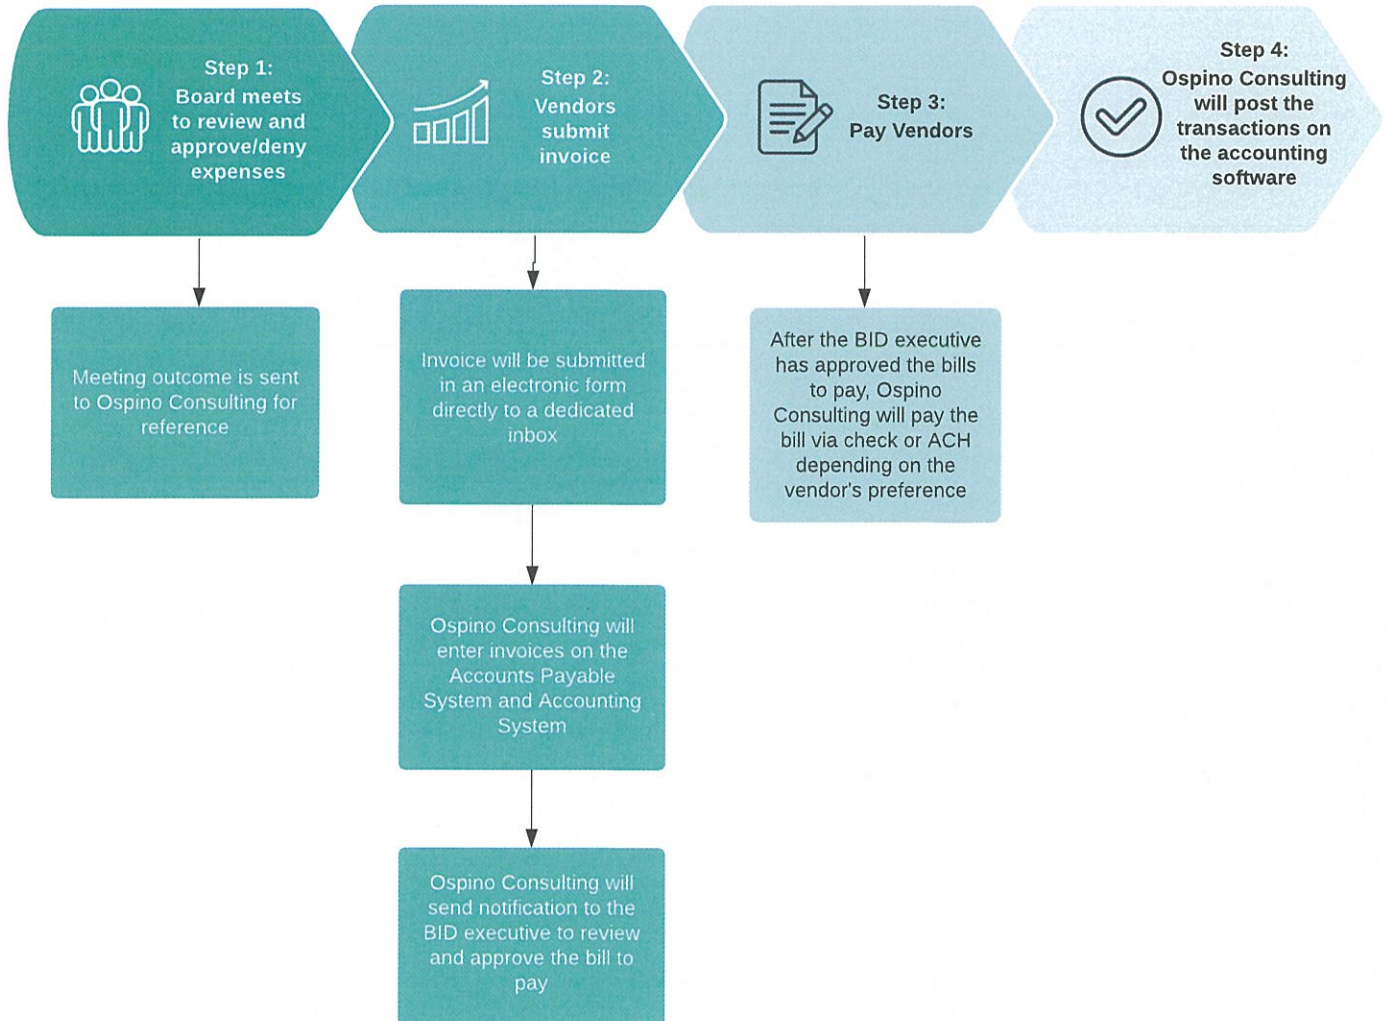 Step 1:
Board meets
to review and
approve/deny
expenses
Step 2:
Vendors
submit
invoice
Step 3:
Pay Vendors
Step 4:
Ospino Consulting
will post the
transactions on
the accounting
software
Meeting outcome is sent
to Ospino Consulting for
reference
Invoice will be submitted
in an electronic form
directly to a dedicated
inbox
Ospino Consulting will
enter invoices on the
Accounts Payable
System and Accounting
System
Ospino Consulting will
send notification to the
BID executive to review
and approve the bill to
pay
After the BID executive
has approved the bills
to pay, Ospino
Consulting will pay the
bill via check or ACH
depending on the
vendor's preference